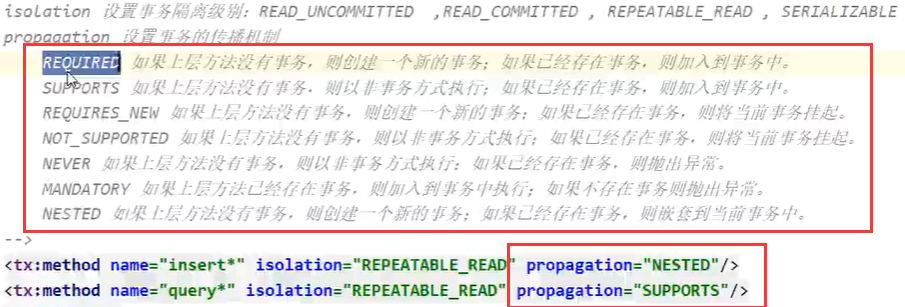 isolation 设置事务隔离级别：READ_UNCOMMITTED  ,READ_COMMITTED , REPEATABLE_READ , SERIALIZABLE
propagation 设置事务的传播机制
REQUIRED 如果上层方法没有事务，则创建一个新的事务；如果已经存在事务，则加入到事务中。
SUPPORTS 如果上层方法没有事务，则以非事务方式执行；如果已经存在事务，则加入到事务中。
REQUIRES_NEW 如果上层方法没有事务，则创建一个新的事务；如果已经存在事务，则将当前事务挂起。
NOT_SUPPORTED 如果上层方法没有事务，则以非事务方式执行；如果已经存在事务，则将当前事务挂起。
NEVER 如果上层方法没有事务，则以非事务方式执行；如果已经存在事务，则抛出异常。
MANDATORY 如果上层方法已经存在事务，则加入到事务中执行；如果不存在事务则抛出异常。
NESTED 如果上层方法没有事务，则创建一个新的事务；如果已经存在事务，则嵌套到当前事务中。
-->
<tx:method name="insert*" isolation="REPEATABLE_READ" propagation="NESTED"/>
<tx:method name="query*" isolation="REPEATABLE_READ" propagation="SUPPORTS"/>